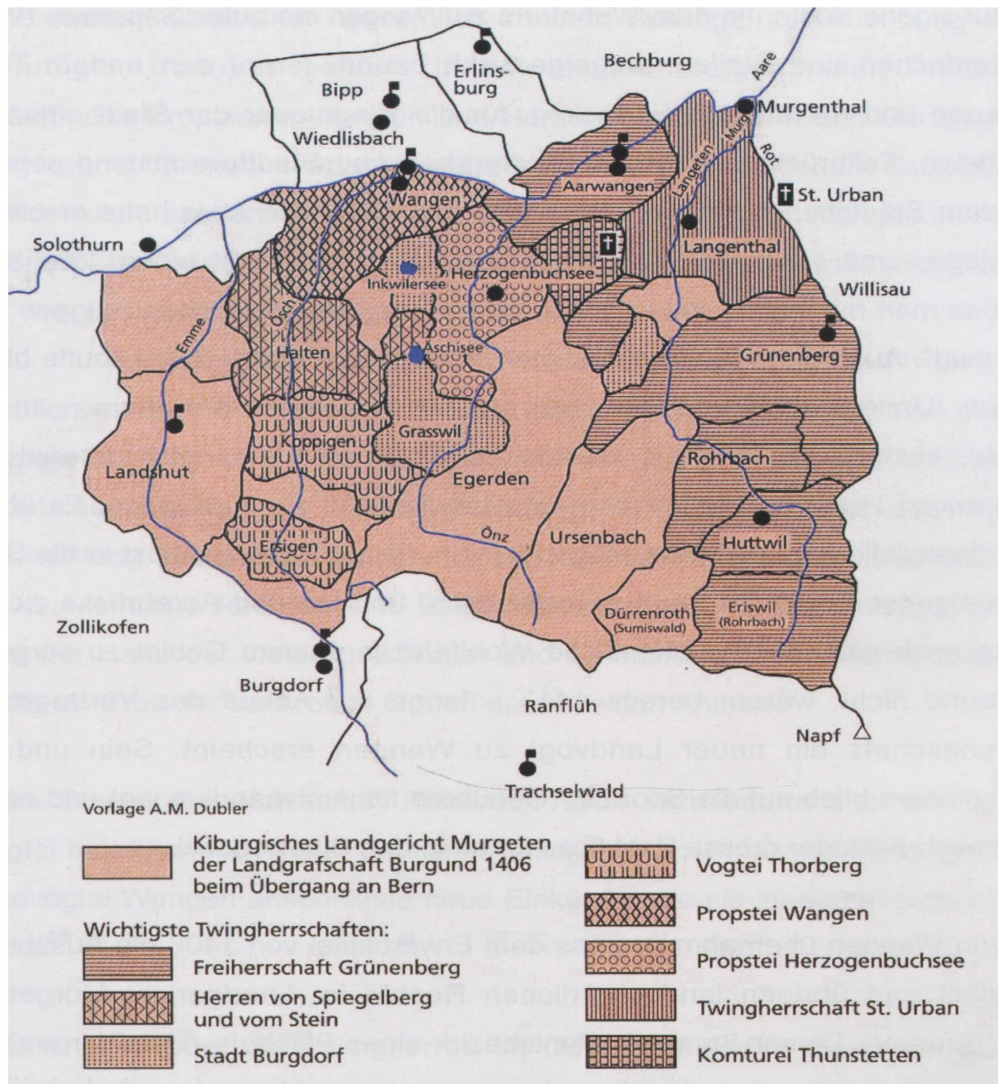 Bechburg
Erlins-
burg
Bipp
Wiedlisbach
Aare
Murgenthal
Murg
Rot
Langeten
Aarwangen
Wangen
St. Urban
Solothurn
Langenthal
Herzogenbuchsee
Inkwilersee
Willisau
Emme
Ösch
Halten
Äschisee
Grünenberg
Koppigen
Grasswil
Landshut
Egerden
Rohrbach
Ersigen
Önz
Ursenbach
Huttwil
Zollikofen
Dürrenroth
(Sumiswald)
Eriswil
(Rohrbach)
Burgdorf
Ranflüh
Napf
Trachselwald
Vorlage A.M. Dubler
Kiburgisches Landgericht Murgeten
der Landgrafschaft Burgund 1406
beim Übergang an Bern
Wichtigste Twingherrschaften:
Freiherrschaft Grünenberg
Herren von Spiegelberg
und vom Stein
Stadt Burgdorf
Vogtei Thorberg
Propstei Wangen
Propstei Herzogenbuchsee
Twingherrschaft St. Urban
Komturei Thunstetten